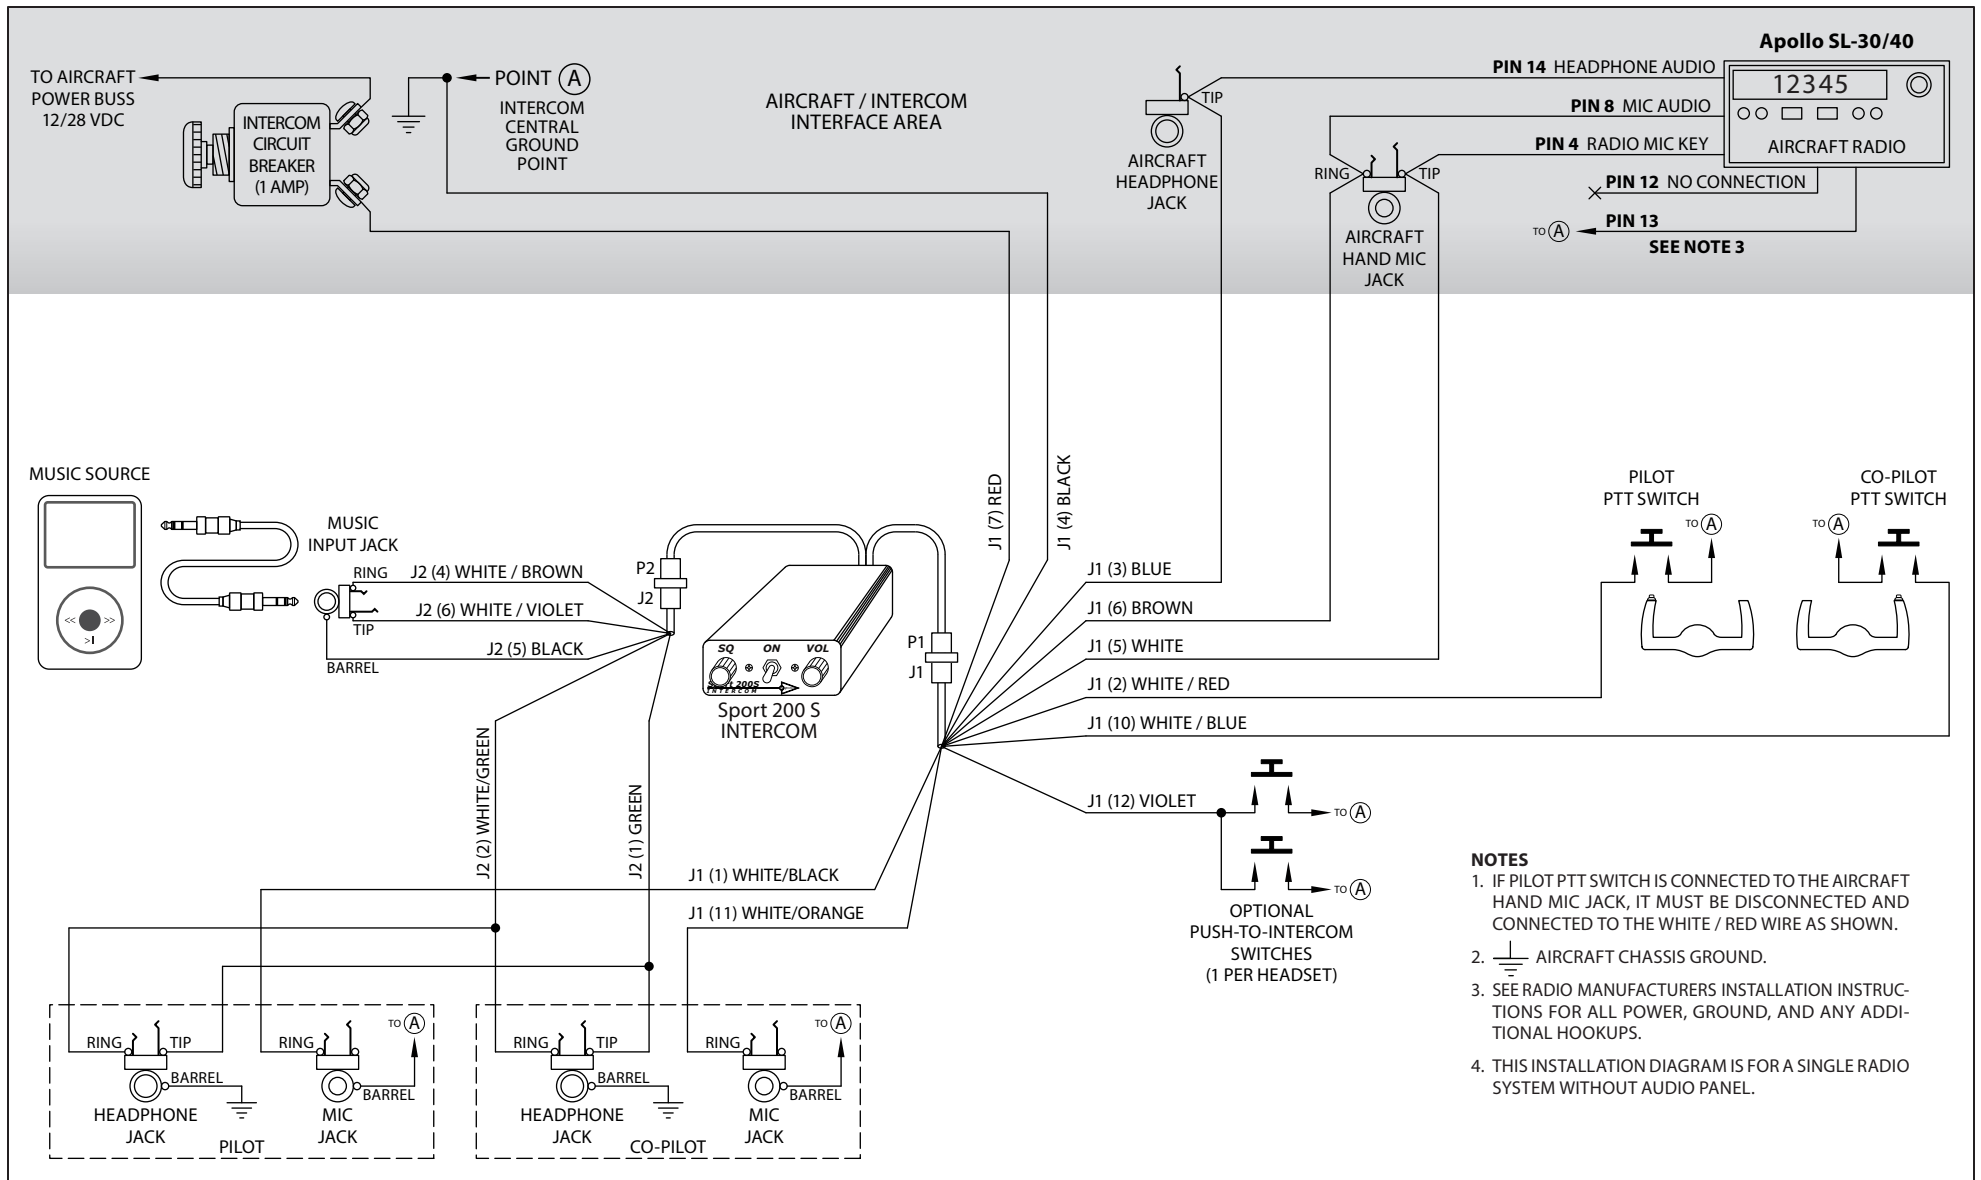 Apollo SL-30/40
TO AIRCRAFT
POWER BUSS
12/28 VDC
INTERCOM
CIRCUIT
BREAKER
(1 AMP)
POINT A
INTERCOM
CENTRAL
GROUND
POINT
AIRCRAFT / INTERCOM
INTERFACE AREA
TIP
AIRCRAFT
HEADPHONE
JACK
PIN 14 HEADPHONE AUDIO
PIN 8 MIC AUDIO
PIN 4 RADIO MIC KEY
12345
AIRCRAFT RADIO
RING
TIP
AIRCRAFT
HAND MIC
JACK
PIN 12 NO CONNECTION
TO A
PIN 13
SEE NOTE 3
MUSIC SOURCE
<<
>>
>II
MUSIC
INPUT JACK
RING
TIP
BARREL
J2 (4) WHITE / BROWN
J2 (6) WHITE / VIOLET
J2 (5) BLACK
P2
J2
SQ
ON
VOL
Sport 200S
INTERCOM
Sport 200 S
INTERCOM
P1
J1
J1 (7) RED
J1 (4) BLACK
J1 (3) BLUE
J1 (6) BROWN
J1 (5) WHITE
J1 (2) WHITE / RED
J1 (10) WHITE / BLUE
J1 (12) VIOLET
PILOT
PTT SWITCH
TO A
CO-PILOT
PTT SWITCH
TO A
TO A
TO A
OPTIONAL
PUSH-TO-INTERCOM
SWITCHES
(1 PER HEADSET)
J2 (2) WHITE/GREEN
J2 (1) GREEN
J1 (1) WHITE/BLACK
J1 (11) WHITE/ORANGE
RING
TIP
BARREL
HEADPHONE
JACK
RING
TO A
BARREL
MIC
JACK
PILOT
RING
TIP
BARREL
HEADPHONE
JACK
RING
TO A
BARREL
MIC
JACK
CO-PILOT
NOTES
1. IF PILOT PTT SWITCH IS CONNECTED TO THE AIRCRAFT
HAND MIC JACK, IT MUST BE DISCONNECTED AND
CONNECTED TO THE WHITE / RED WIRE AS SHOWN.
2. AIRCRAFT CHASSIS GROUND.
3. SEE RADIO MANUFACTURERS INSTALLATION INSTRUC-
TIONS FOR ALL POWER, GROUND, AND ANY ADDI-
TIONAL HOOKUPS.
4. THIS INSTALLATION DIAGRAM IS FOR A SINGLE RADIO
SYSTEM WITHOUT AUDIO PANEL.